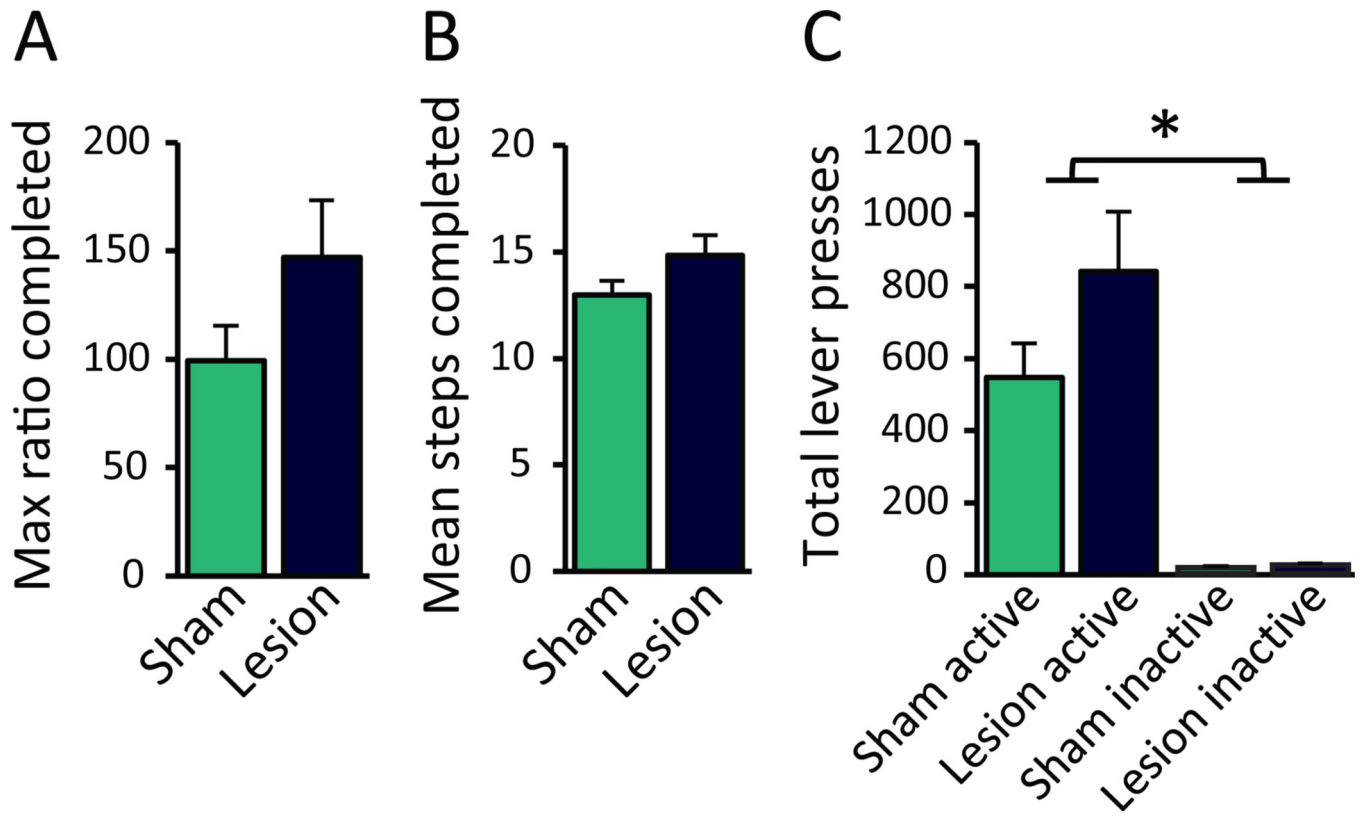 A
Max ratio completed
200
150
100
50
0
Sham
Lesion
B
Mean steps completed
20
15
10
5
0
Sham
Lesion
C
Total lever presses
1200
1000
800
600
400
200
0
*
Sham active
Lesion active
Sham inactive
Lesion inactive